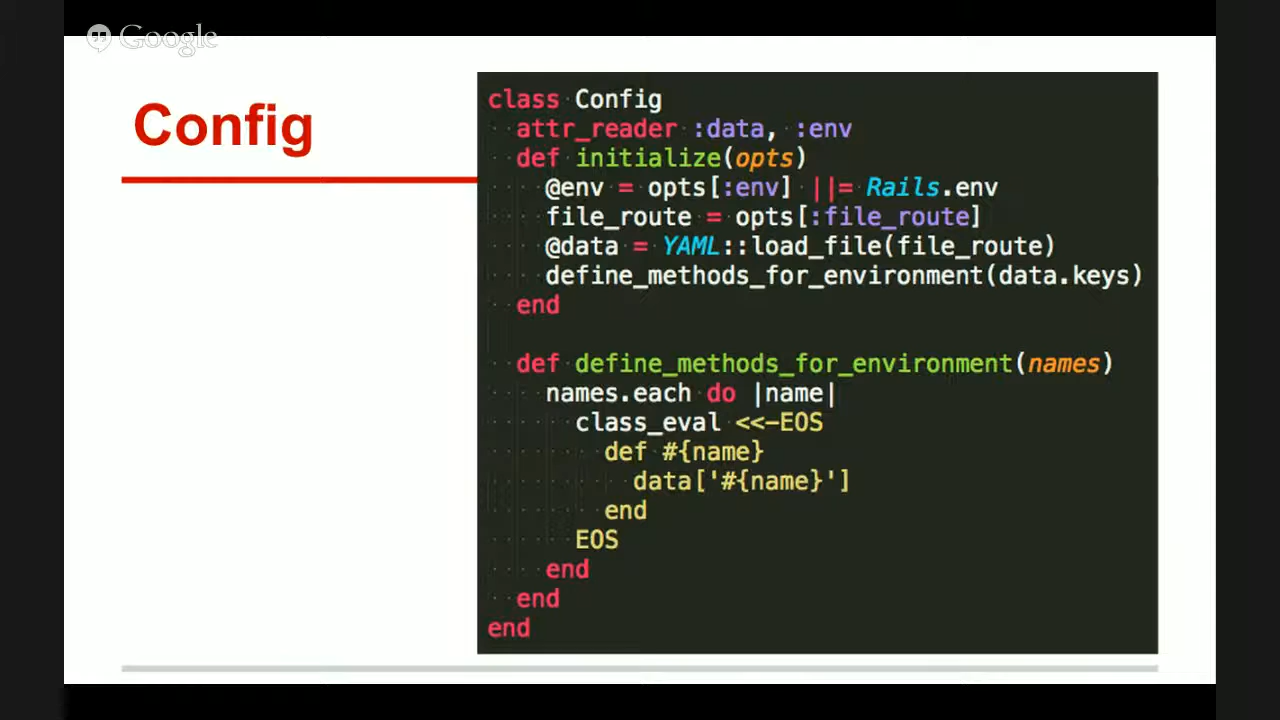 Google
Config
class Config
attr_reader :data, :env
def initialize(opts)
@env = opts[:env] ||= Rails.env
file_route = opts[:file_route]
@data = YAML::load_file(file_route)
define_methods_for_environment(data.keys)
end
def define_methods_for_environment(names)
names.each do |name|
class_eval <<-EOS
def #{name}
data['#{name}']
end
EOS
end
end
end